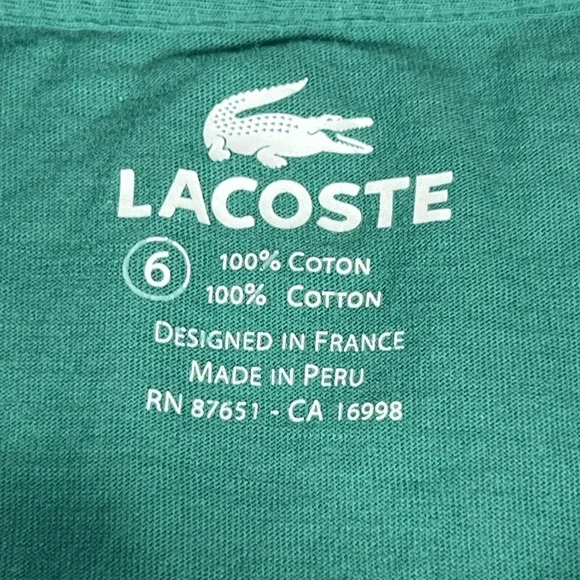 LACOSTE
6 100% COTON
100% COTTON
DESIGNED IN FRANCE
MADE IN PERU
RN 87651 - CA 16998